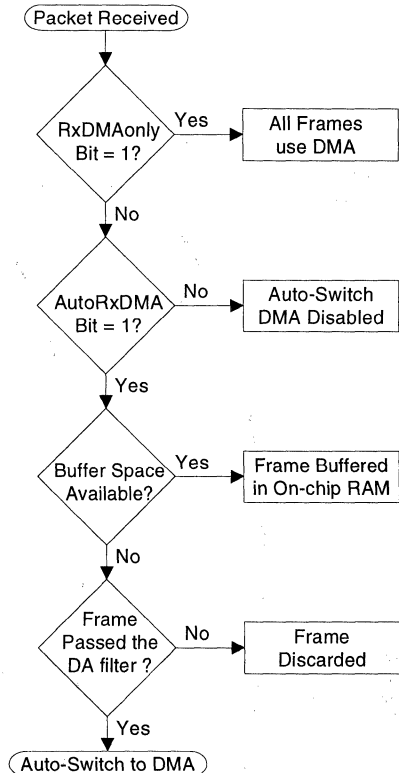 Packet Received
RxDMAonly
Bit = 1?
Yes
All Frames
use DMA
No
AutoRxDMA
Bit = 1?
No
Auto-Switch
DMA Disabled
Yes
Buffer Space
Available?
Yes
Frame Buffered
in On-chip RAM
No
Frame
Passed the
DA filter ?
No
Frame
Discarded
Yes
Auto-Switch to DMA